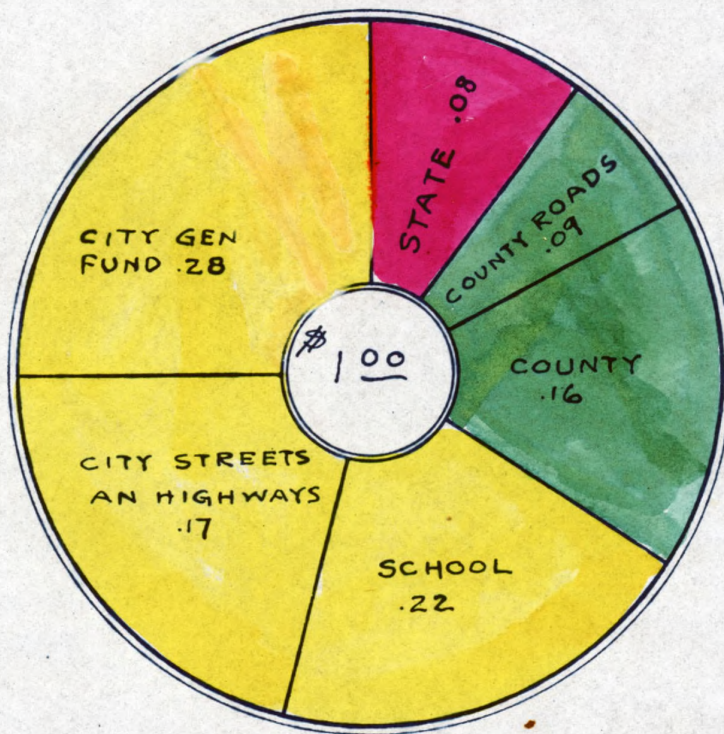 STATE .08
COUNTY ROADS
.09
CITY GEN
FUND .28
$1 00
COUNTY
.16
CITY STREETS
AN HIGHWAYS
.17
SCHOOL
.22